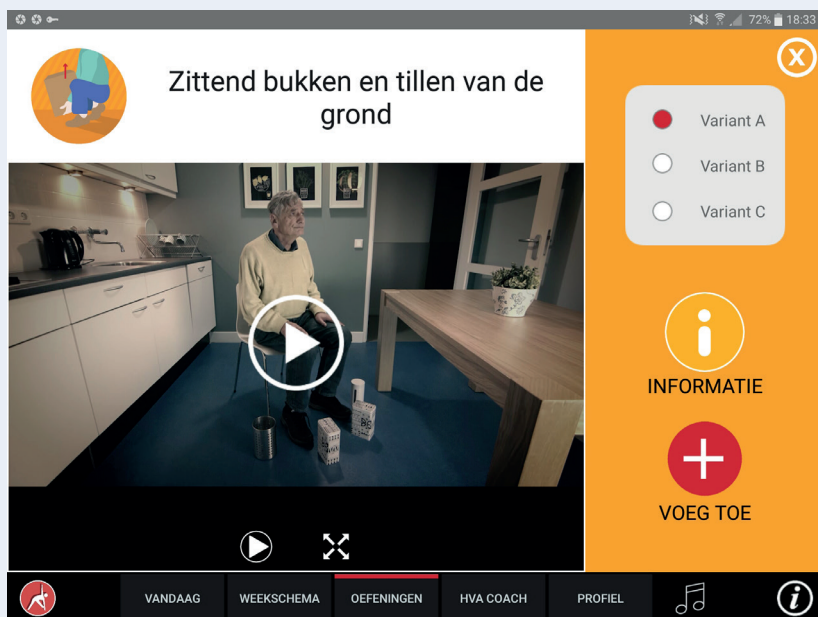 72% 18:33
Zittend bukken en tillen van de
grond
Variant A
Variant B
Variant C
INFORMATIE
VOEG TOE
VANDAAG
WEEKSCHEMA
OEFENINGEN
HVA COACH
PROFIEL